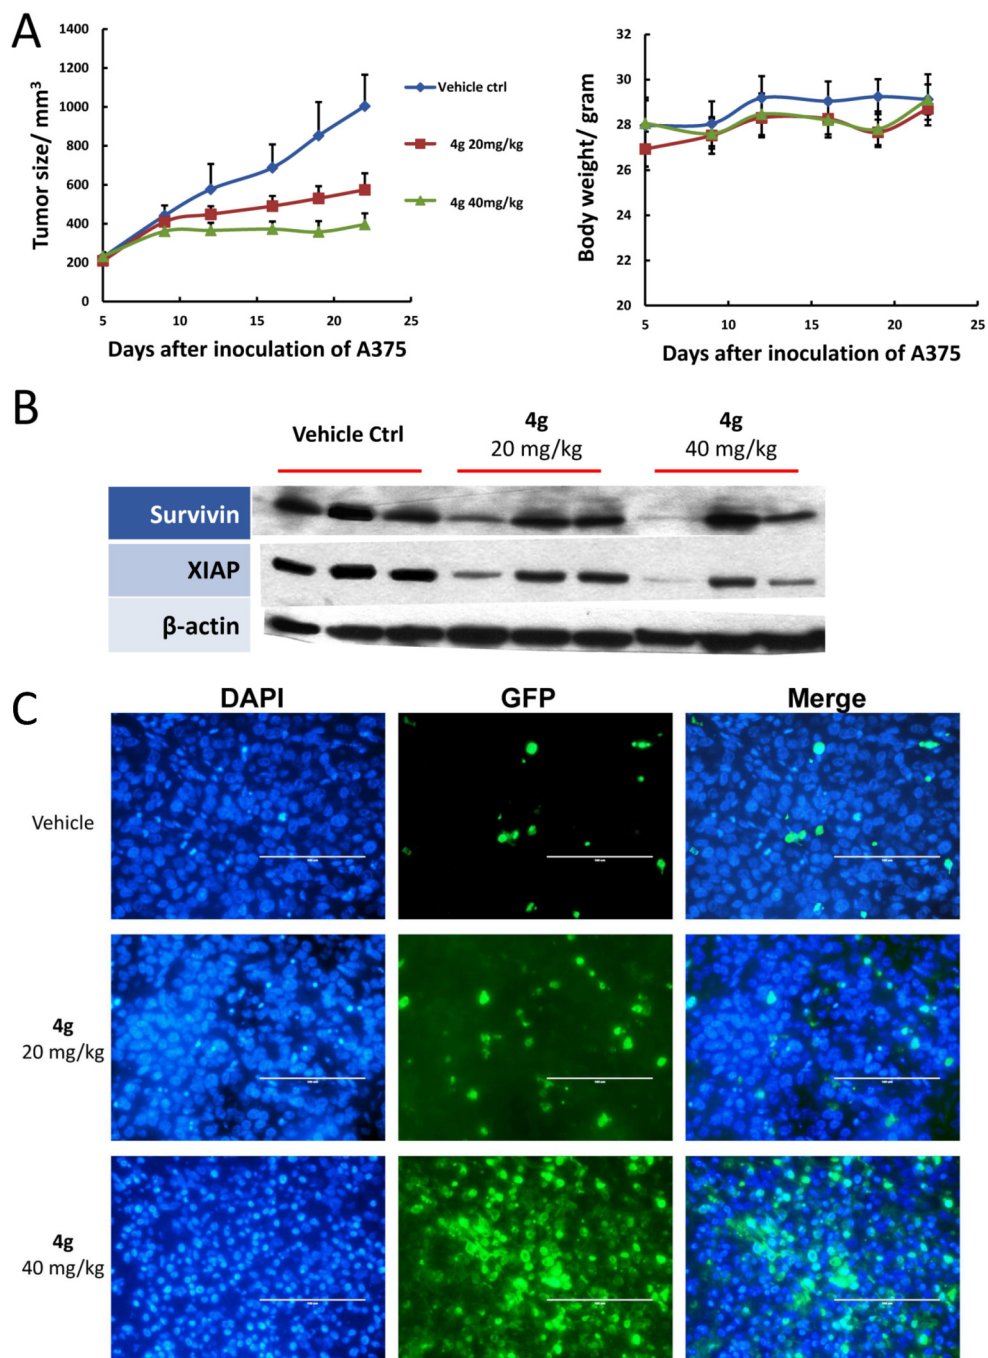 A
1400
1200
1000
800
600
400
200
0
Tumor size/ mm³
5 10 15 20 25
Days after inoculation of A375
Vehicle ctrl
4g 20mg/kg
4g 40mg/kg
32
30
28
26
24
22
20
Body weight/ gram
5 10 15 20 25
Days after inoculation of A375
B
Vehicle Ctrl
4g
20 mg/kg
4g
40 mg/kg
Survivin
XIAP
β-actin
C
DAPI GFP Merge
Vehicle
4g
20 mg/kg
4g
40 mg/kg